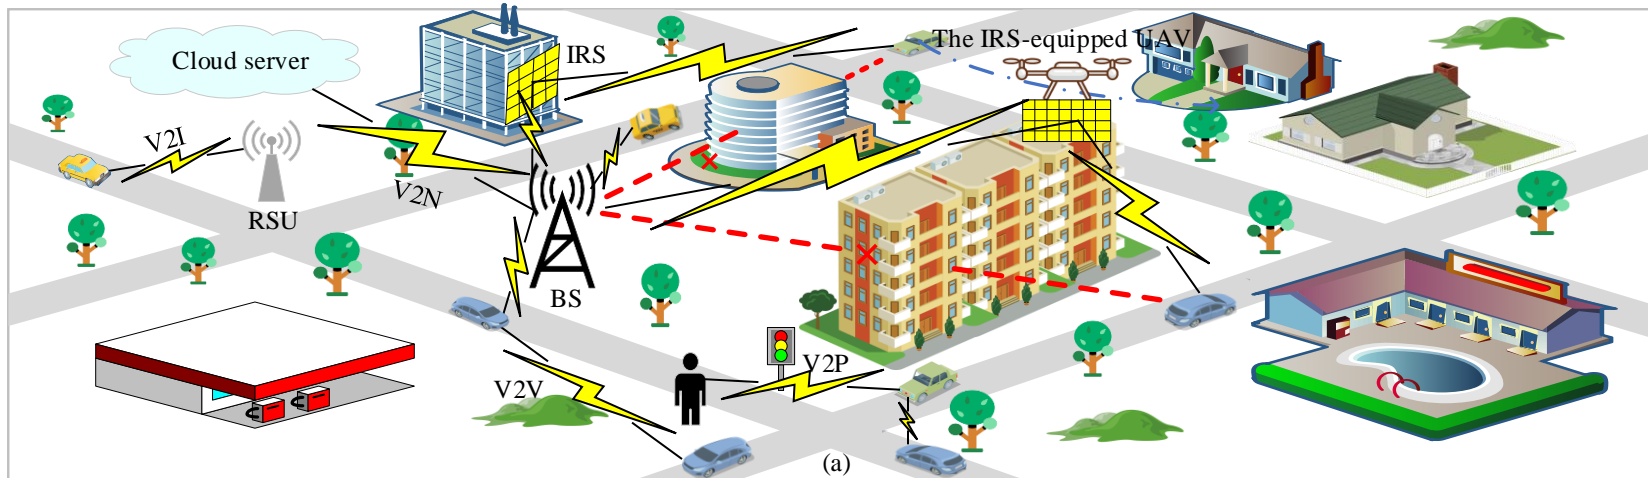 The IRS-equipped UAV
IRS
Cloud server
V2I
V2N
RSU
BS
V2P
V2V
(a)